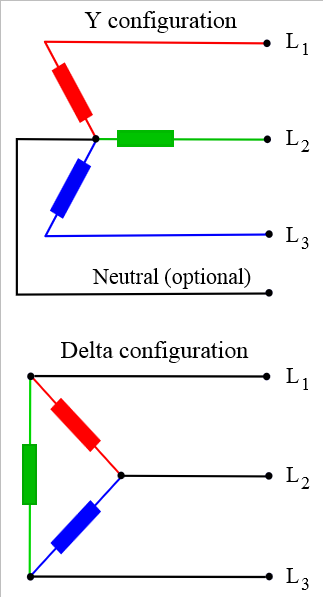 Y configuration
L1
L2
L3
Neutral (optional)
Delta configuration
L1
L2
L3